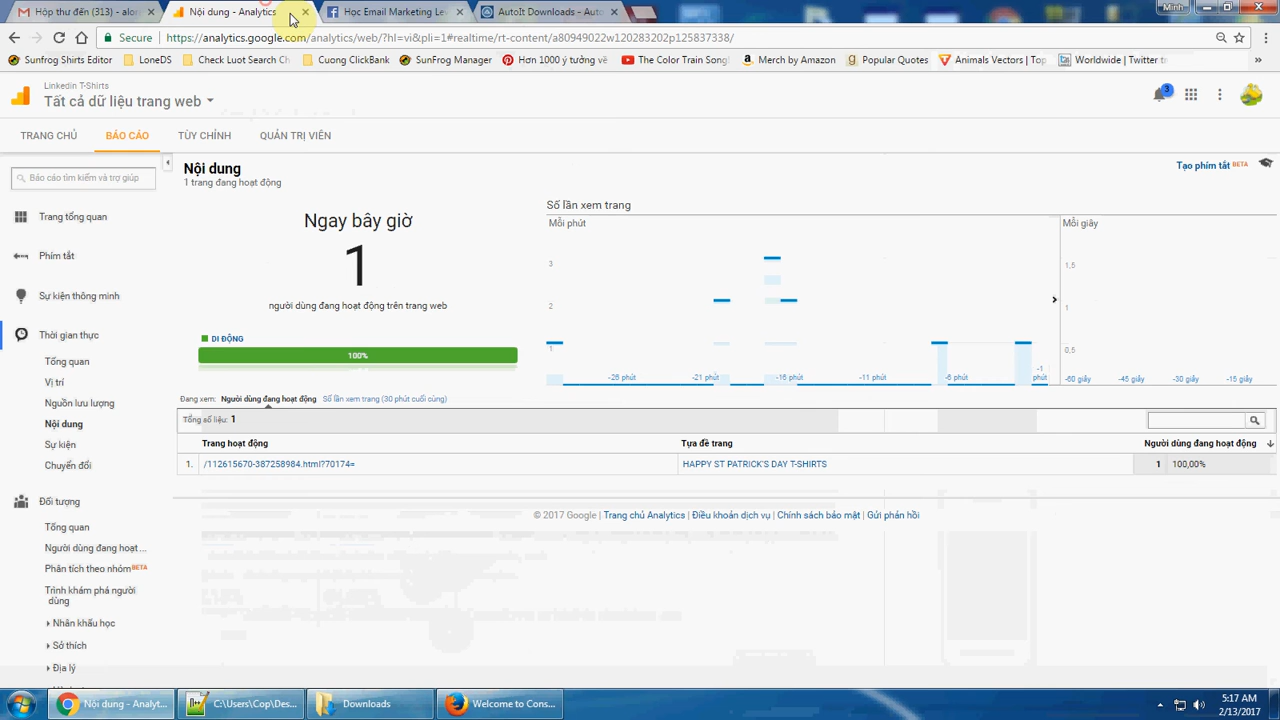 Hộp thư đến (313) - alon
Nội dung - Analytics
Học Email Marketing Le
AutoIt Downloads - Auto
Minh
Secure
https://analytics.google.com/analytics/web/?hl=vi&pli=1#realtime/rt-content/a80949022w120283202p125837338/
Sunfrog Shirts Editor
LoneDS
Check Luot Search Ch
Cuong ClickBank
SunFrog Manager
Hơn 1000 ý tưởng về
The Color Train Song
Merch by Amazon
Popular Quotes
Animals Vectors | Top
Worldwide | Twitter tr
»
Linkedin T-Shirts
Tất cả dữ liệu trang web
3
TRANG CHỦ
BÁO CÁO
TÙY CHỈNH
QUẢN TRỊ VIÊN
Báo cáo tìm kiếm và trợ giúp
Trang tổng quan
Phím tắt
Sự kiện thông minh
Thời gian thực
Tổng quan
Vị trí
Nguồn lưu lượng
Nội dung
Sự kiện
Chuyển đổi
Đối tượng
Tổng quan
Người dùng đang hoạt ...
Phân tích theo nhóm BETA
Trình khám phá người
dùng
Nhân khẩu học
Sở thích
Địa lý
Nội dung
1 trang đang hoạt động
Tạo phím tắt BETA
Ngay bây giờ
1
người dùng đang hoạt động trên trang web
DI ĐỘNG
100%
Số lần xem trang
Mỗi phút
3
2
1
-26 phút
-21 phút
-16 phút
-11 phút
-6 phút
-1
phút
Mỗi giây
1,5
1
0,5
-60 giây
-45 giây
-30 giây
-15 giây
Đang xem: Người dùng đang hoạt động Số lần xem trang (30 phút cuối cùng)
Tổng số liệu: 1
Trang hoạt động
Tựa đề trang
Người dùng đang hoạt động
1.
/112615670-387258984.html?70174=
HAPPY ST PATRICK'S DAY T-SHIRTS
1
100,00%
© 2017 Google | Trang chủ Analytics | Điều khoản dịch vụ | Chính sách bảo mật | Gửi phản hồi
Nội dung - Analyt...
C:\Users\Cop\Des...
Downloads
Welcome to Cons...
5:17 AM
2/13/2017